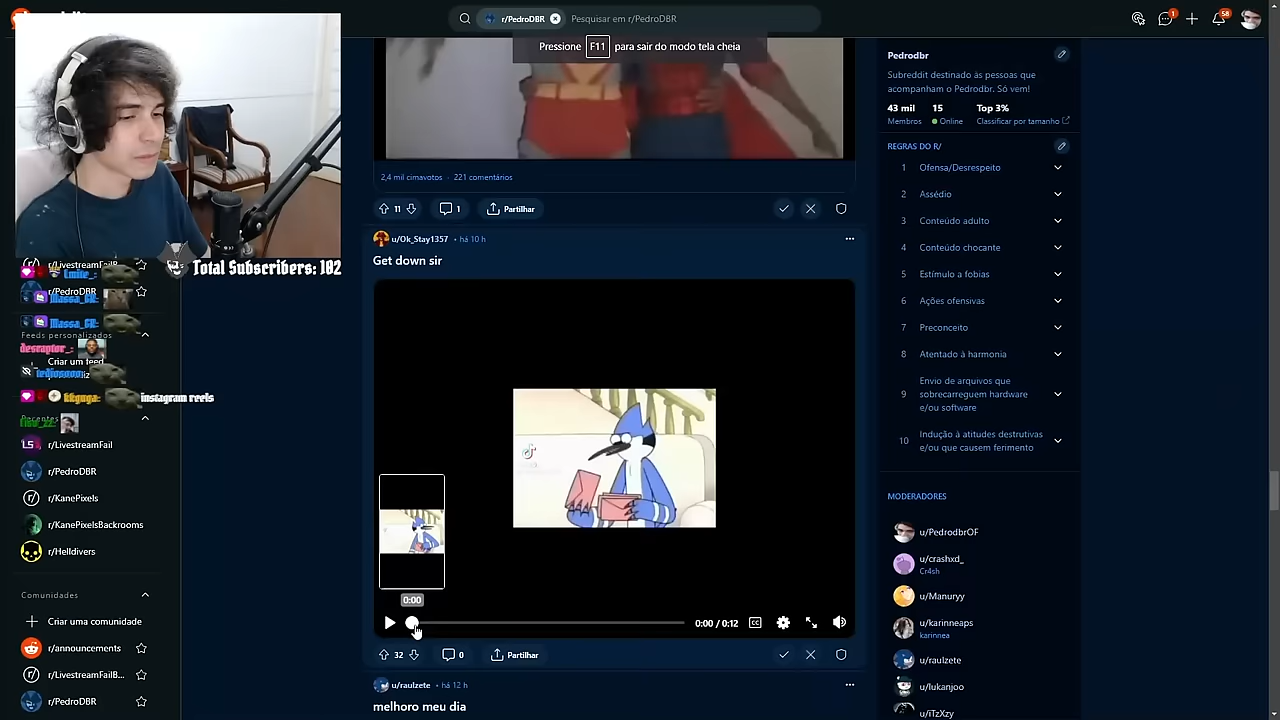 r/PedroDBR
Pesquisar em r/PedroDBR
1
58
Pressione F11 para sair do modo tela cheia
2,4 mil cimavotos · 221 comentários
11
1
Partilhar
u/Ok_Stay1357 • há 10 h
Get down sir
0:00
0:00 / 0:12
32
0
Partilhar
u/raulzete • há 12 h
melhoro meu dia
Total Subscribers: 102
r/PedroDBR
Massa_GR:
Massa_GR:
Feeds personalizados
Criar um feed
instagram reels
Recentes
r/LivestreamFail
r/PedroDBR
r/KanePixels
r/KanePixelsBackrooms
r/Helldivers
Comunidades
Criar uma comunidade
r/announcements
r/LivestreamFailB...
r/PedroDBR
Pedrodbr
Subreddit destinado às pessoas que
acompanham o Pedrodbr. Só vem!
43 mil
15
Top 3%
Membros
Online
Classificar por tamanho
REGRAS DO R/
1 Ofensa/Desrespeito
2 Assédio
3 Conteúdo adulto
4 Conteúdo chocante
5 Estímulo a fobias
6 Ações ofensivas
7 Preconceito
8 Atentado à harmonia
9 Envio de arquivos que
sobrecarreguem hardware
e/ou software
10 Indução à atitudes destrutivas
e/ou que causem ferimento
MODERADORES
u/PedrodbrOF
u/crashxd_
Cr4sh
u/Manuryy
u/karinneaps
karinnea
u/raulzete
u/lukanjoo
u/iTzXzy